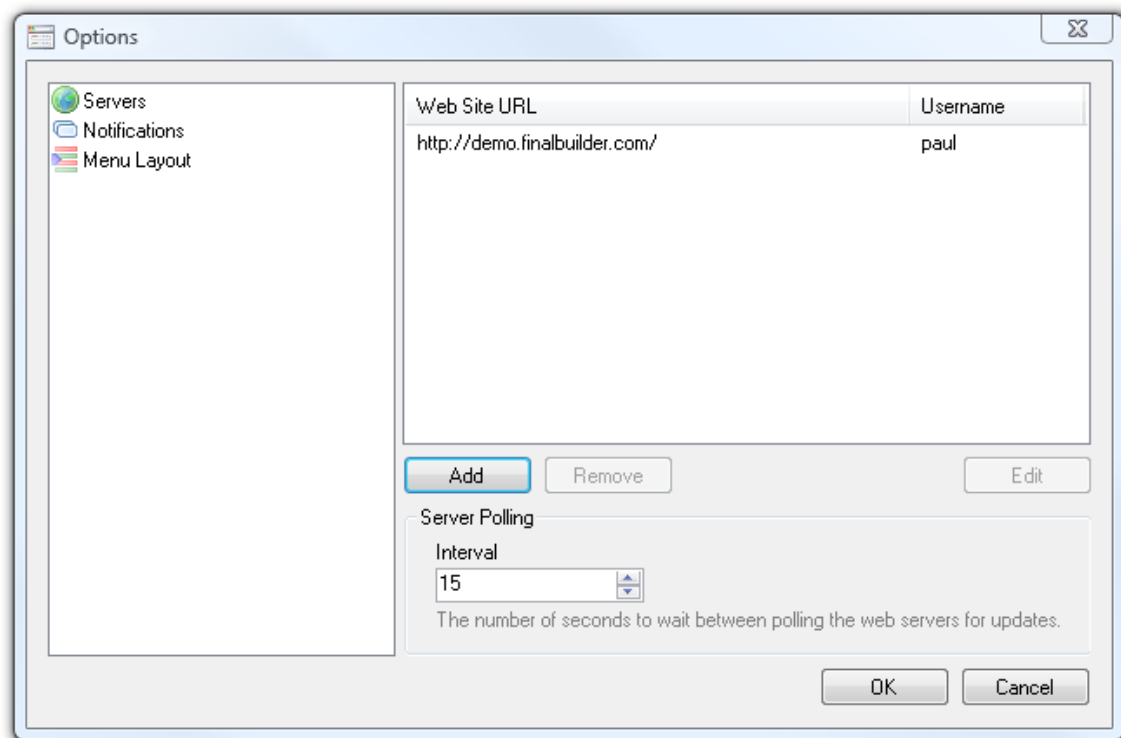 Options
Servers
Notifications
Menu Layout
Web Site URL Username
http://demo.finalbuilder.com/ paul
Add Remove Edit
Server Polling
Interval
15
The number of seconds to wait between polling the web servers for updates.
OK Cancel